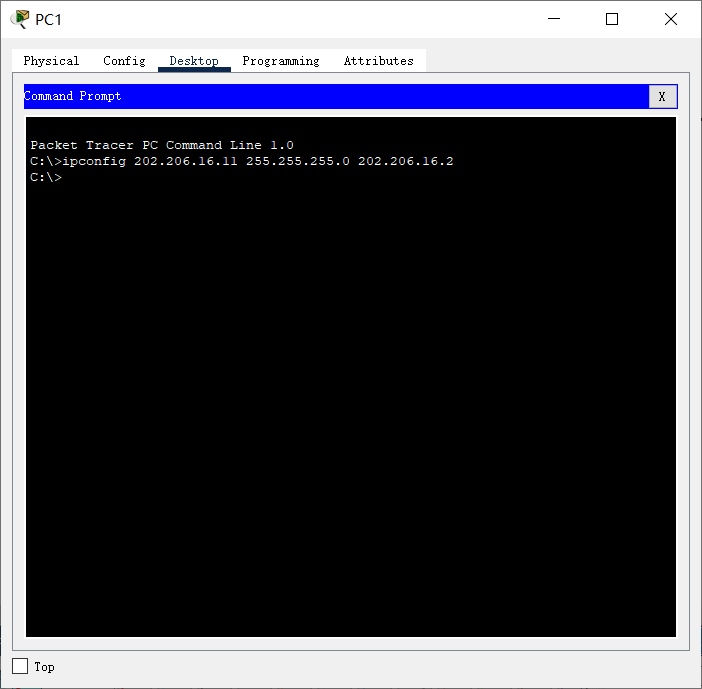 PC1
Physical Config Desktop Programming Attributes
Command Prompt X
Packet Tracer PC Command Line 1.0
C:\>ipconfig 202.206.16.11 255.255.255.0 202.206.16.2
C:\>
Top